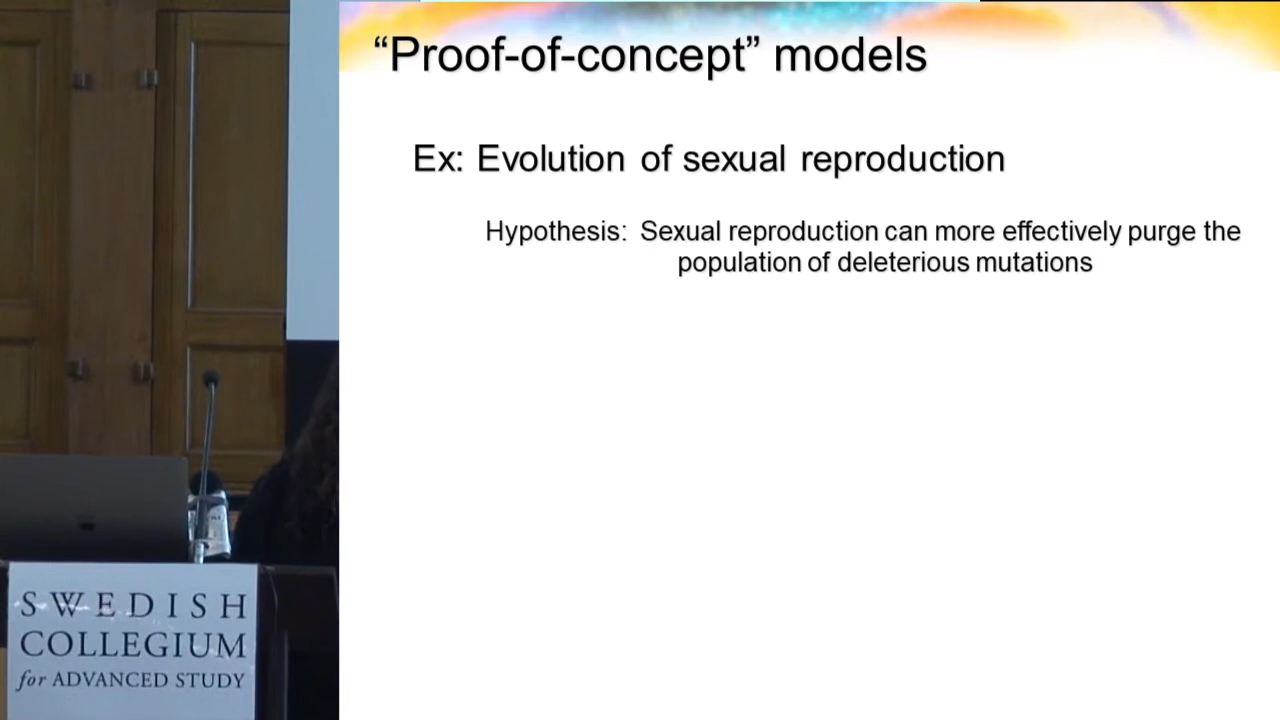 “Proof-of-concept” models
Ex: Evolution of sexual reproduction
Hypothesis: Sexual reproduction can more effectively purge the
population of deleterious mutations
SWEDISH
COLLEGIUM
for ADVANCED STUDY